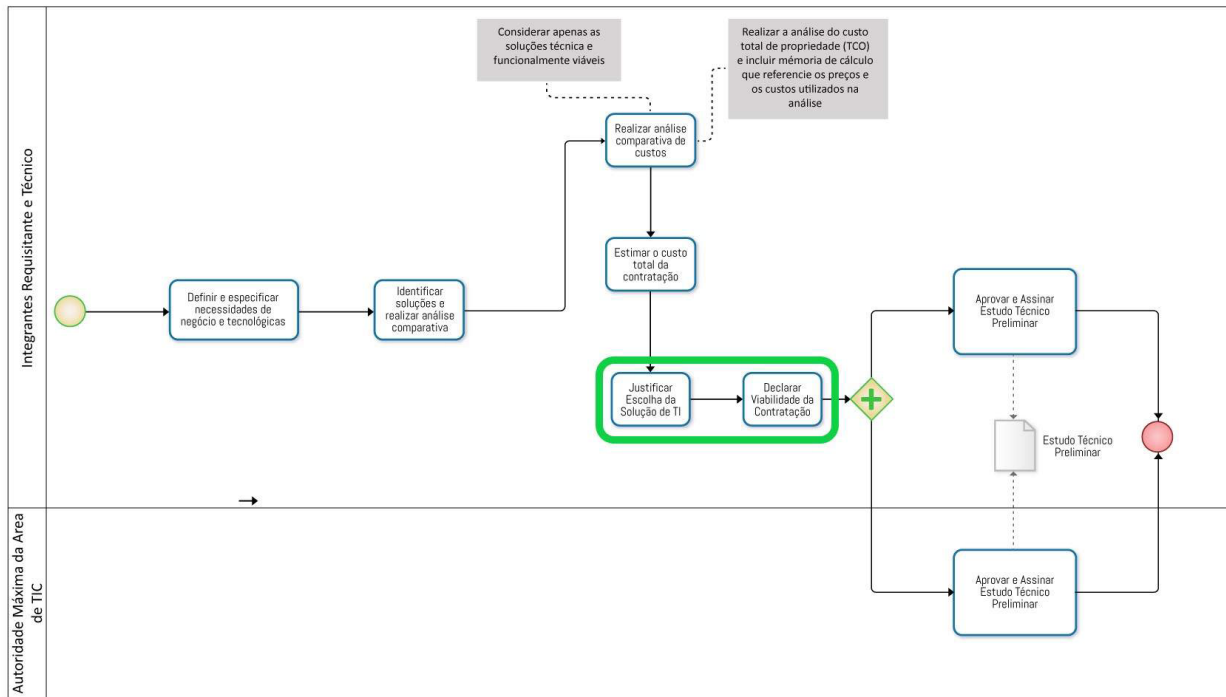 Integrantes Requisitante e Técnico
Considerar apenas as
soluções técnica e
funcionalmente viáveis
Realizar a análise do custo
total de propriedade (TCO)
e incluir mémoria de cálculo
que referencie os preços e
os custos utilizados na
análise
Realizar análise
comparativa de
custos
Estimar o custo
total da
contratação
Definir e especificar
necessidades de
negócio e tecnológicas
Identificar
soluções e
realizar análise
comparativa
Justificar
Escolha da
Solução de TI
Declarar
Viabilidade da
Contratação
Aprovar e Assinar
Estudo Técnico
Preliminar
Estudo Técnico
Preliminar
Autoridade Máxima da Area
de TIC
Aprovar e Assinar
Estudo Técnico
Preliminar